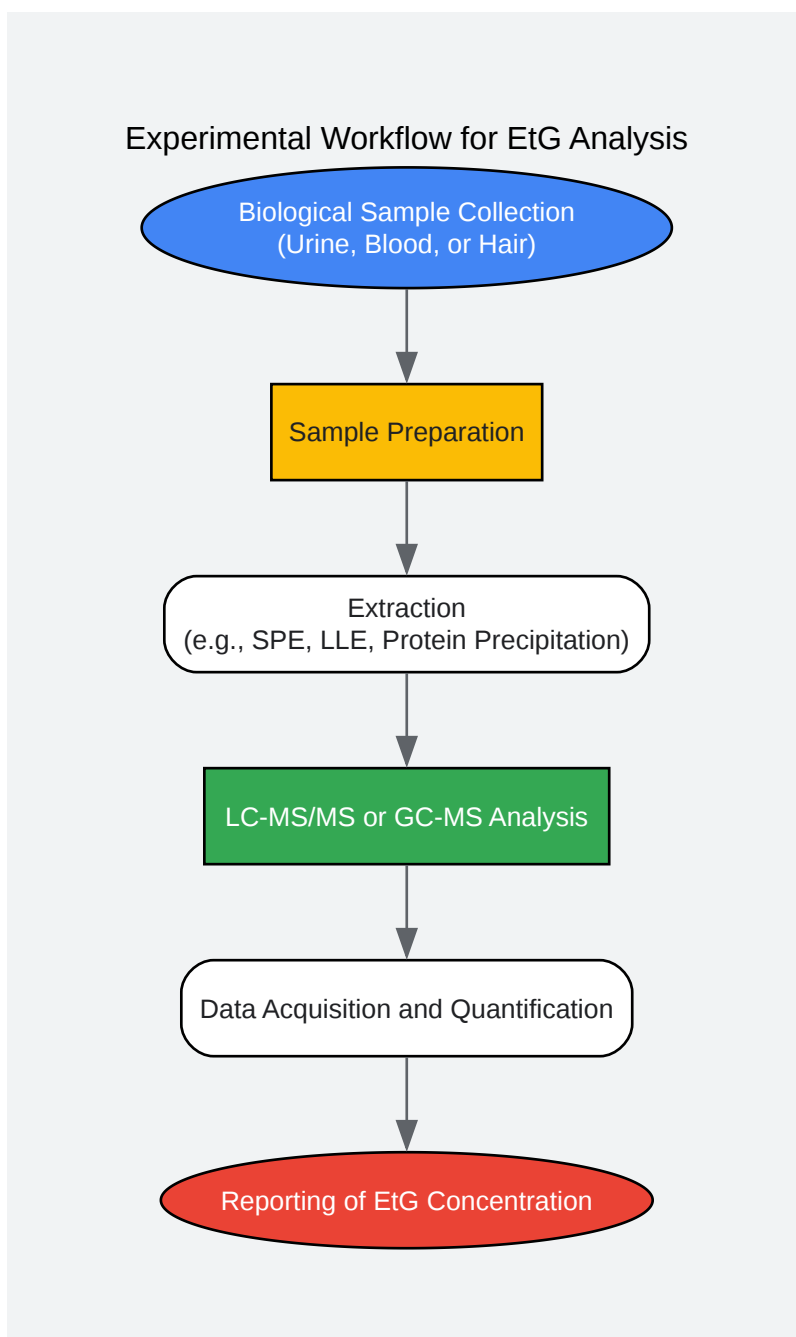 Experimental Workflow for EtG Analysis
Biological Sample Collection
(Urine, Blood, or Hair)
Sample Preparation
Extraction
(e.g., SPE, LLE, Protein Precipitation)
LC-MS/MS or GC-MS Analysis
Data Acquisition and Quantification
Reporting of EtG Concentration